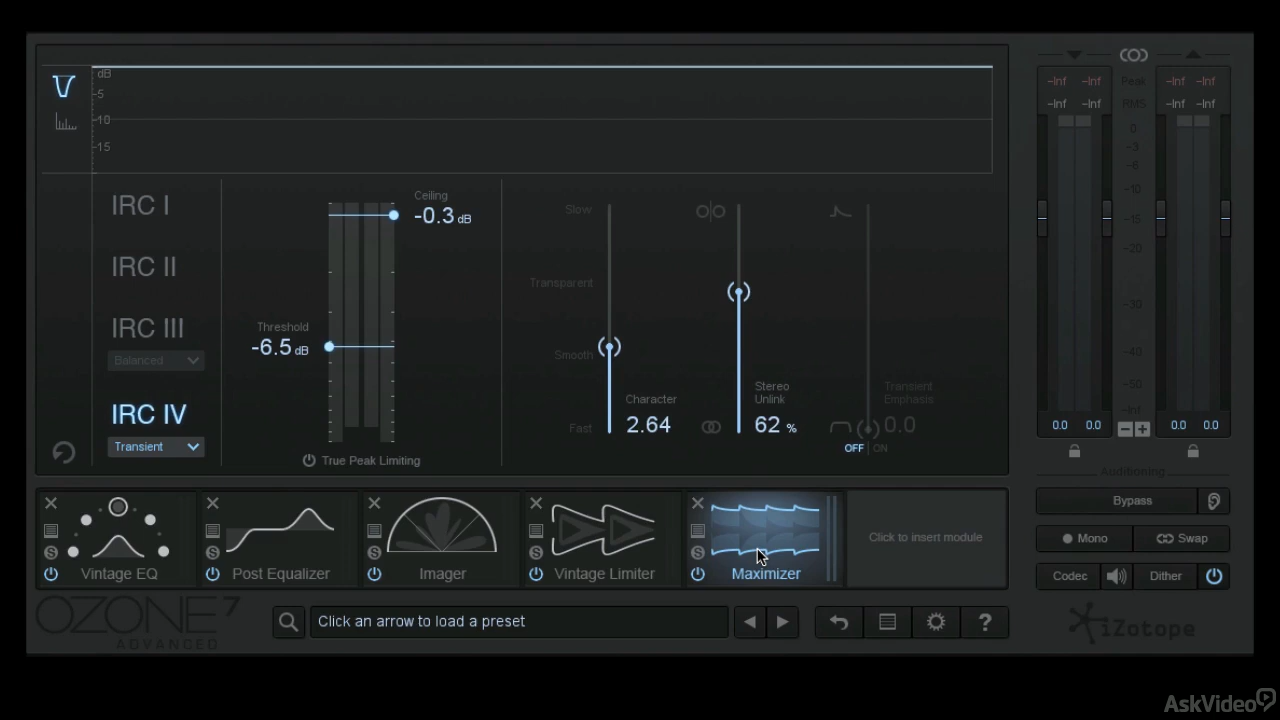 dB
-5
-10
-15
IRC I
IRC II
IRC III
Balanced
IRC IV
Transient
Ceiling
-0.3 dB
Threshold
-6.5 dB
True Peak Limiting
Slow
Transparent
Smooth
Fast
Character
2.64
Stereo
Unlink
62 %
Transient
Emphasis
0.0
OFF | ON
-Inf -Inf Peak -Inf -Inf
-Inf -Inf RMS -Inf -Inf
0
-3
-6
-10
-15
-20
-30
-40
-50
-Inf
0.0 0.0 0.0 0.0
Auditioning
Bypass
Mono
Swap
Codec
Dither
S
Vintage EQ
S
Post Equalizer
S
Imager
S
Vintage Limiter
S
Maximizer
Click to insert module
OZONE 7
ADVANCED
Click an arrow to load a preset
?
iZotope
AskVideo